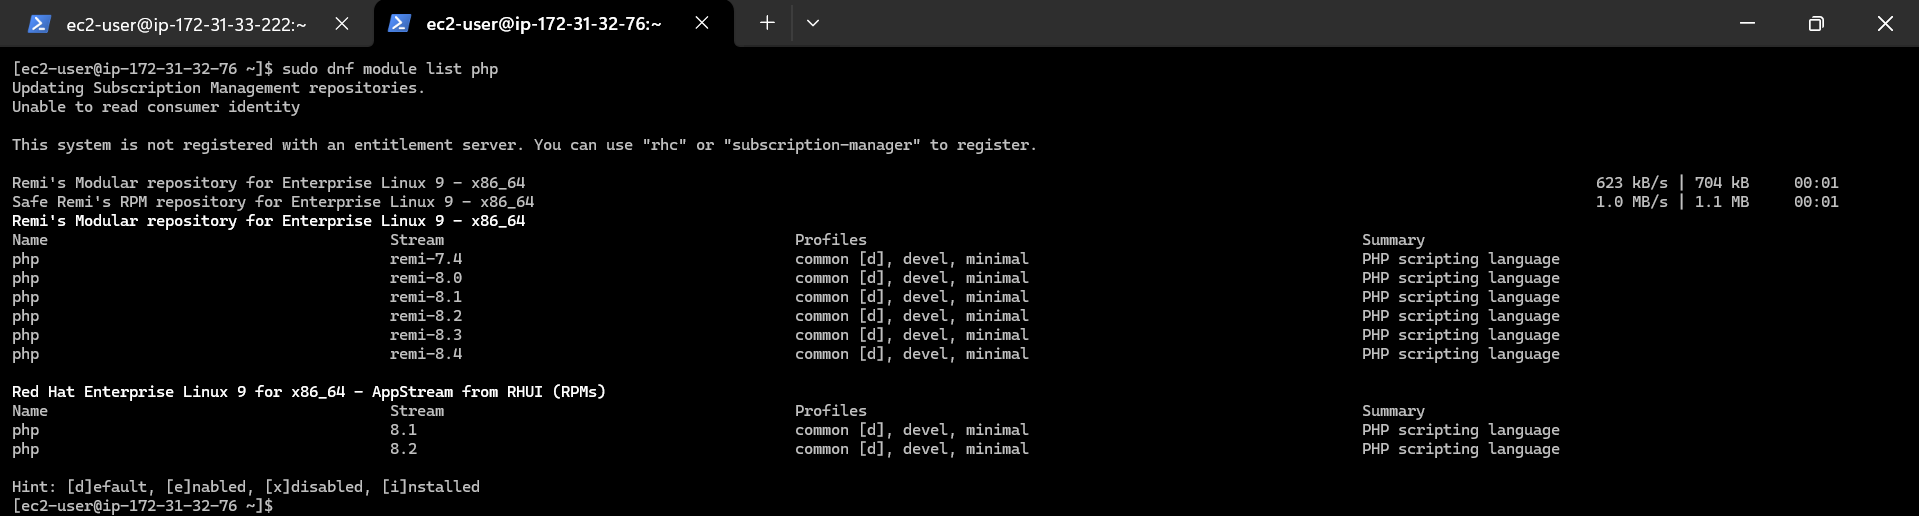 ec2-user@ip-172-31-33-222:~
ec2-user@ip-172-31-32-76:~
[ec2-user@ip-172-31-32-76 ~]$ sudo dnf module list php
Updating Subscription Management repositories.
Unable to read consumer identity
This system is not registered with an entitlement server. You can use "rhc" or "subscription-manager" to register.
Remi's Modular repository for Enterprise Linux 9 - x86_64 623 kB/s | 704 kB 00:01
Safe Remi's RPM repository for Enterprise Linux 9 - x86_64 1.0 MB/s | 1.1 MB 00:01
Remi's Modular repository for Enterprise Linux 9 - x86_64
Name Stream Profiles Summary
php remi-7.4 common [d], devel, minimal PHP scripting language
php remi-8.0 common [d], devel, minimal PHP scripting language
php remi-8.1 common [d], devel, minimal PHP scripting language
php remi-8.2 common [d], devel, minimal PHP scripting language
php remi-8.3 common [d], devel, minimal PHP scripting language
php remi-8.4 common [d], devel, minimal PHP scripting language
Red Hat Enterprise Linux 9 for x86_64 - AppStream from RHUI (RPMs)
Name Stream Profiles Summary
php 8.1 common [d], devel, minimal PHP scripting language
php 8.2 common [d], devel, minimal PHP scripting language
Hint: [d]efault, [e]nabled, [x]disabled, [i]nstalled
[ec2-user@ip-172-31-32-76 ~]$